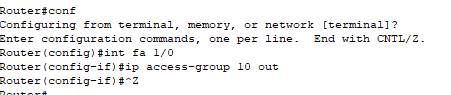 Router#conf
Configuring from terminal, memory, or network [terminal]?
Enter configuration commands, one per line.  End with CNTL/Z.
Router(config)#int fa 1/0
Router(config-if)#ip access-group 10 out
Router(config-if)#^Z
Router#